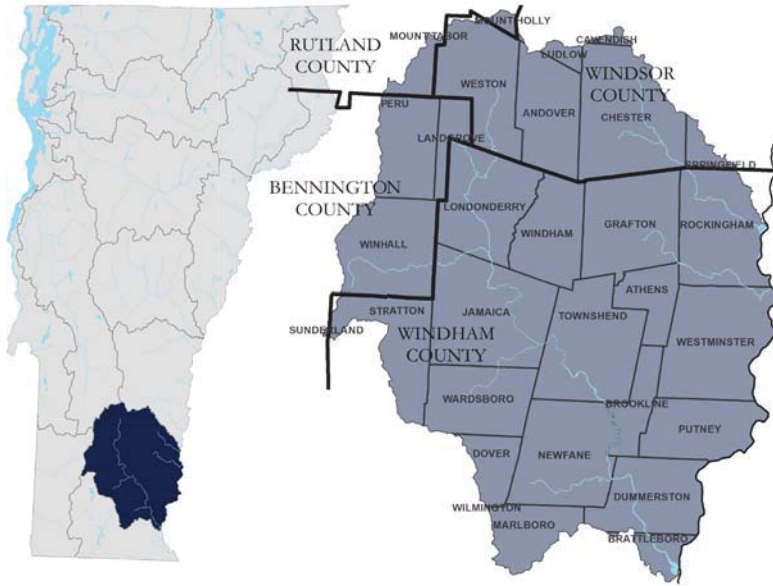 MOUNT HOLLY
MOUNT TABOR
RUTLAND
COUNTY
CAVENDISH
LUDLOW
WINDSOR
COUNTY
WESTON
PERU
ANDOVER
CHESTER
LANDGROVE
SPRINGFIELD
BENNINGTON
COUNTY
LONDONDERRY
WINDHAM
GRAFTON
ROCKINGHAM
WINHALL
ATHENS
STRATTON
JAMAICA
TOWNSHEND
SUNDERLAND
WINDHAM
COUNTY
WESTMINSTER
WARDSBORO
BROOKLINE
PUTNEY
DOVER
NEWFANE
DUMMERSTON
WILMINGTON
MARLBORO
BRATTLEBORO